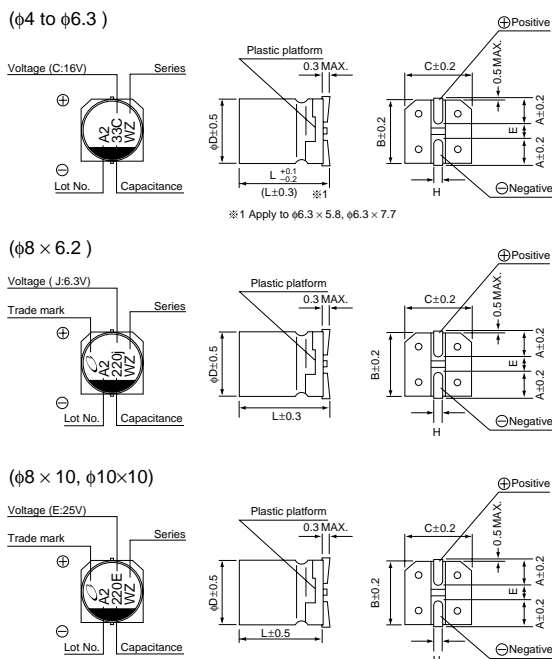 (φ4 to φ6.3 )
Voltage (C:16V)
Series
⊕
A2
33C
WZ
⊖
Lot No.
Capacitance
Plastic platform
0.3 MAX.
φD±0.5
L +0.1 -0.2
(L±0.3) ※1
※1 Apply to φ6.3 × 5.8, φ6.3 × 7.7
⊕Positive
C±0.2
0.5 MAX.
B±0.2
A±0.2
E
A±0.2
H
⊖Negative
(φ8 × 6.2 )
Voltage ( J:6.3V)
Trade mark
Series
⊕
A2
220j
WZ
⊖
Lot No.
Capacitance
Plastic platform
0.3 MAX.
φD±0.5
L±0.3
⊕Positive
C±0.2
0.5 MAX.
B±0.2
A±0.2
E
A±0.2
H
⊖Negative
(φ8 × 10, φ10×10)
Voltage (E:25V)
Trade mark
Series
⊕
A2
220E
WZ
⊖
Lot No.
Capacitance
Plastic platform
0.3 MAX.
φD±0.5
L±0.5
⊕Positive
C±0.2
0.5 MAX.
B±0.2
A±0.2
E
A±0.2
H
⊖Negative